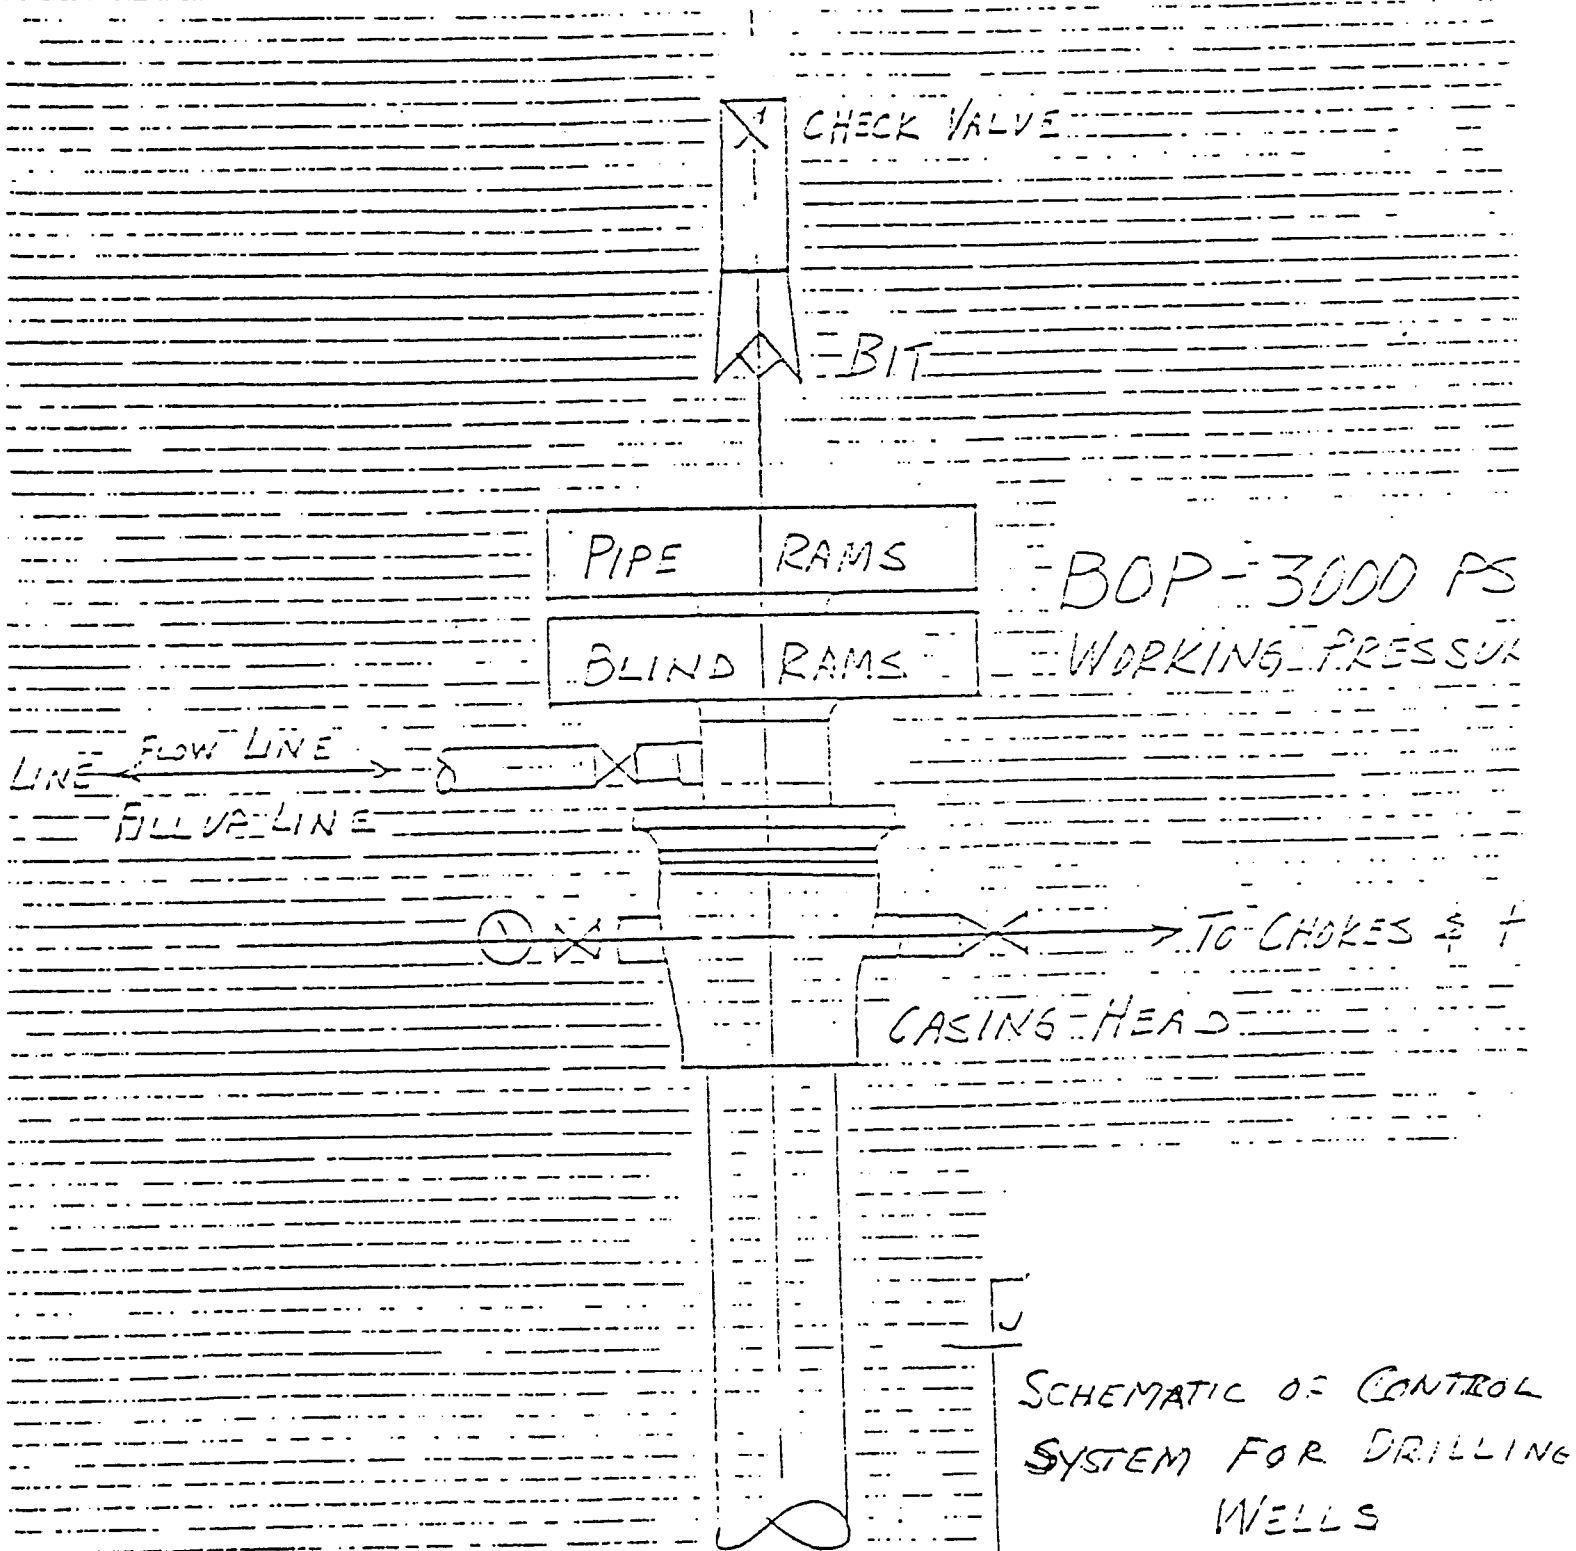 CHECK VALVE
BIT
PIPE RAMS
BOP - 3000 PS
BLIND RAMS
WORKING PRESSU
FLOW LINE
LINE
FILL UP LINE
TO CHOKES &
CASING HEAD
SCHEMATIC OF CONTROL
SYSTEM FOR DRILLING
WELLS